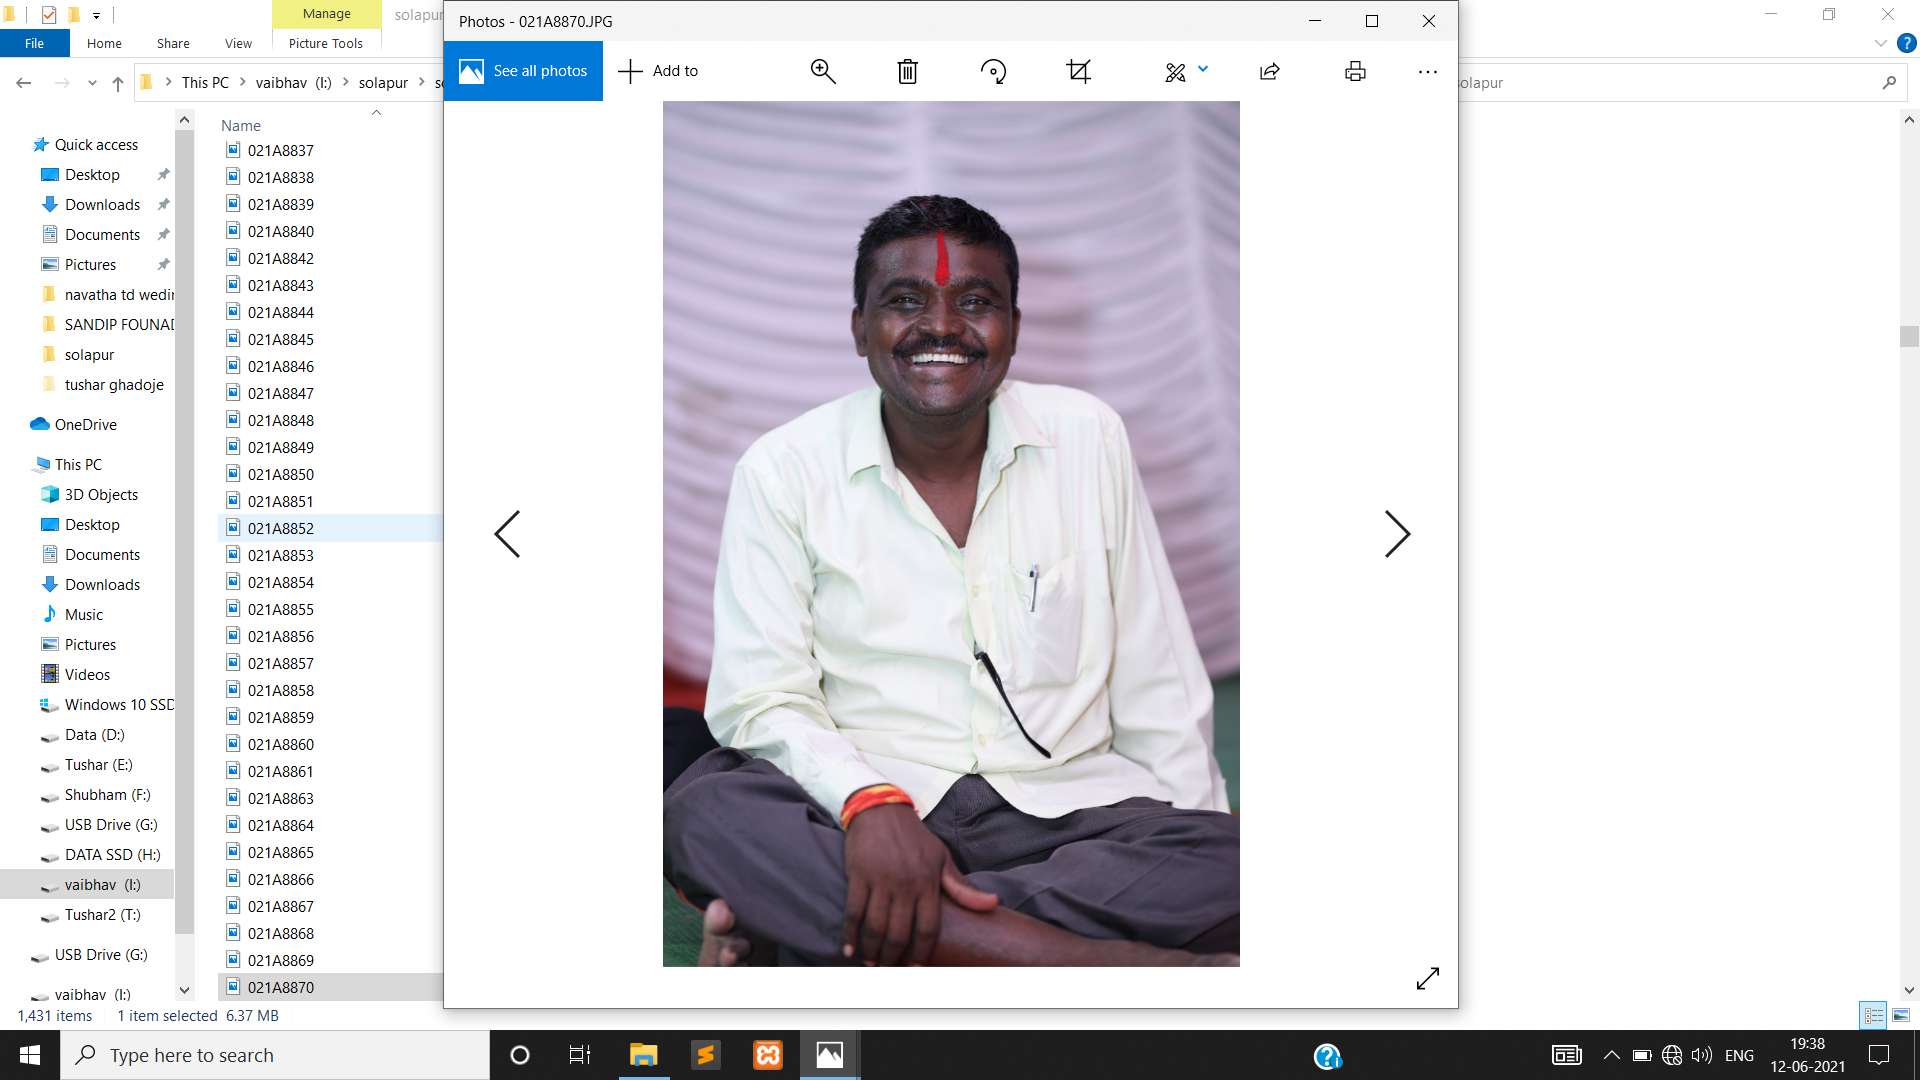 Manage
solapur
Photos - 021A8870.JPG
File
Home
Share
View
Picture Tools
See all photos
Add to
This PC
vaibhav (I:)
solapur
Name
Quick access
Desktop
Downloads
Documents
Pictures
navatha td wedin
SANDIP FOUNAD
solapur
tushar ghadoje
OneDrive
This PC
3D Objects
Desktop
Documents
Downloads
Music
Pictures
Videos
Windows 10 SSD
Data (D:)
Tushar (E:)
Shubham (F:)
USB Drive (G:)
DATA SSD (H:)
vaibhav (I:)
Tushar2 (T:)
USB Drive (G:)
vaibhav (I:)
021A8837
021A8838
021A8839
021A8840
021A8842
021A8843
021A8844
021A8845
021A8846
021A8847
021A8848
021A8849
021A8850
021A8851
021A8852
021A8853
021A8854
021A8855
021A8856
021A8857
021A8858
021A8859
021A8860
021A8861
021A8863
021A8864
021A8865
021A8866
021A8867
021A8868
021A8869
021A8870
1,431 items
1 item selected 6.37 MB
Type here to search
ENG
19:38
12-06-2021